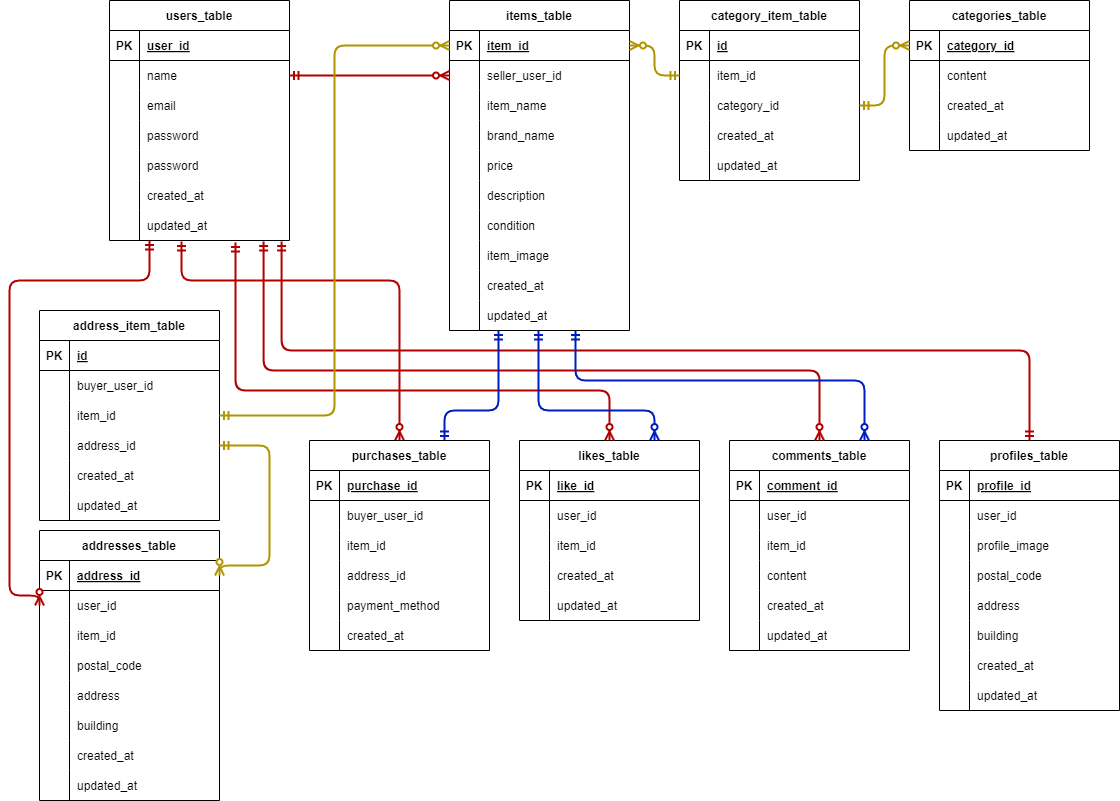 users_table
PK user_id
name
email
password
password
created_at
updated_at
items_table
PK item_id
seller_user_id
item_name
brand_name
price
description
condition
item_image
created_at
updated_at
category_item_table
PK id
item_id
category_id
created_at
updated_at
categories_table
PK category_id
content
created_at
updated_at
address_item_table
PK id
buyer_user_id
item_id
address_id
created_at
updated_at
addresses_table
PK address_id
user_id
item_id
postal_code
address
building
created_at
updated_at
purchases_table
PK purchase_id
buyer_user_id
item_id
address_id
payment_method
created_at
likes_table
PK like_id
user_id
item_id
created_at
updated_at
comments_table
PK comment_id
user_id
item_id
content
created_at
updated_at
profiles_table
PK profile_id
user_id
profile_image
postal_code
address
building
created_at
updated_at